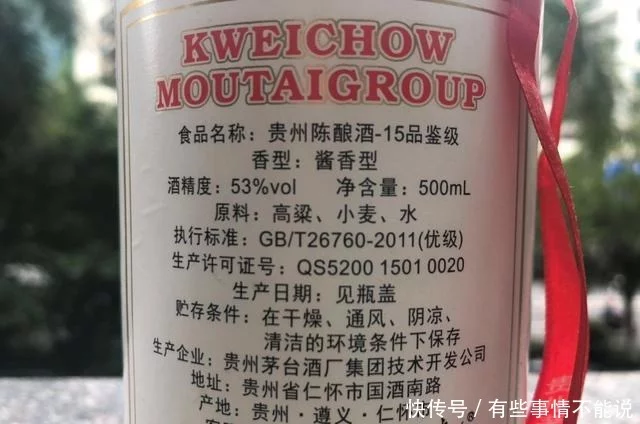 KWEICHOW
MOUTAIGROUP
食品名称：贵州陈酿酒-15品鉴级
香型：酱香型
酒精度：53%vol 净含量：500mL
原料：高粱、小麦、水
执行标准：GB/T26760-2011(优级)
生产许可证号：QS5200 1501 0020
生产日期：见瓶盖
贮存条件：在干燥、通风、阴凉、
清洁的环境条件下保存
生产企业：贵州茅台酒厂集团技术开发公司
地址：贵州省仁怀市国酒南路
产地：贵州·遵义·仁怀
快传号／有些事情不能说